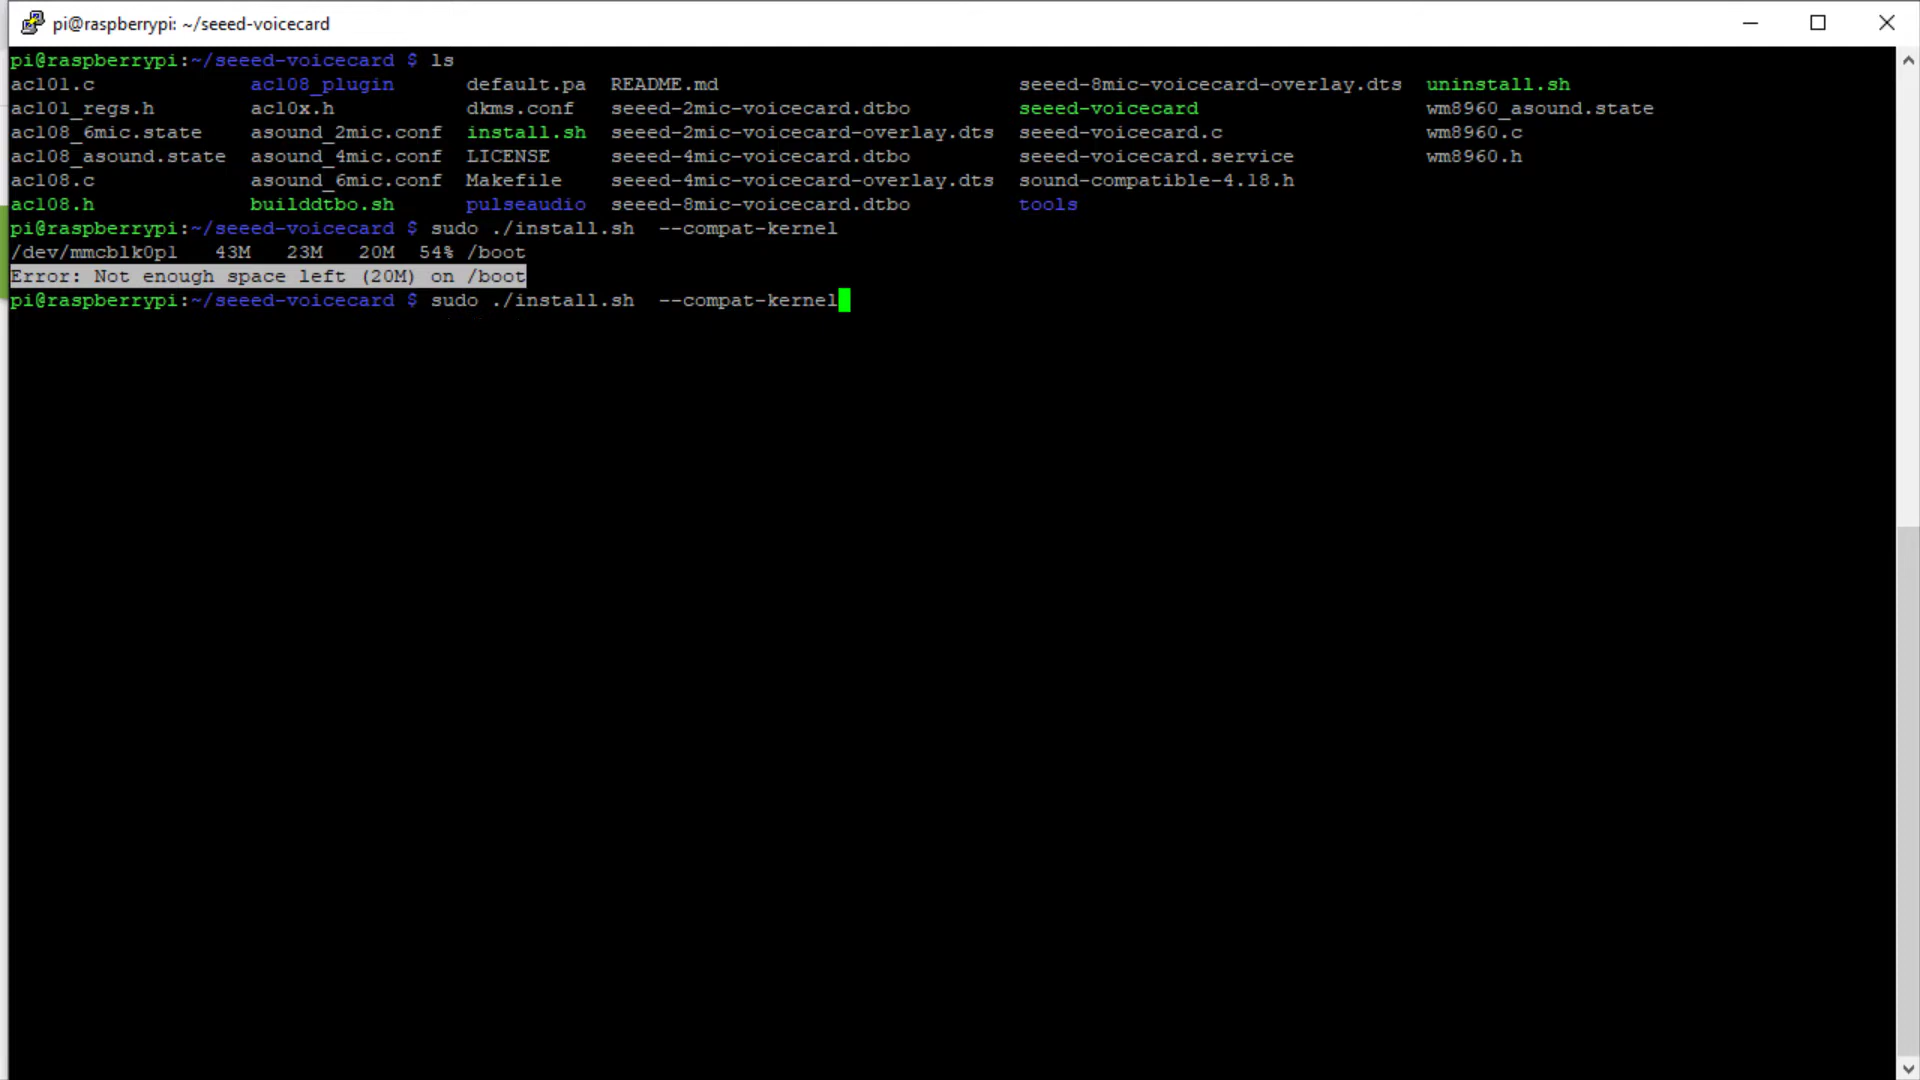 pi@raspberrypi: ~/seeed-voicecard
pi@raspberrypi:~/seeed-voicecard $ ls
ac101.c ac108_plugin default.pa README.md seeed-8mic-voicecard-overlay.dts uninstall.sh
ac101_regs.h ac10x.h dkms.conf seeed-2mic-voicecard.dtbo seeed-voicecard wm8960_asound.state
ac108_6mic.state asound_2mic.conf install.sh seeed-2mic-voicecard-overlay.dts seeed-voicecard.c wm8960.c
ac108_asound.state asound_4mic.conf LICENSE seeed-4mic-voicecard.dtbo seeed-voicecard.service wm8960.h
ac108.c asound_6mic.conf Makefile seeed-4mic-voicecard-overlay.dts sound-compatible-4.18.h
ac108.h builddtbo.sh pulseaudio seeed-8mic-voicecard.dtbo tools
pi@raspberrypi:~/seeed-voicecard $ sudo ./install.sh  --compat-kernel
/dev/mmcblk0p1 43M 23M 20M 54% /boot
Error: Not enough space left (20M) on /boot
pi@raspberrypi:~/seeed-voicecard $ sudo ./install.sh  --compat-kernel